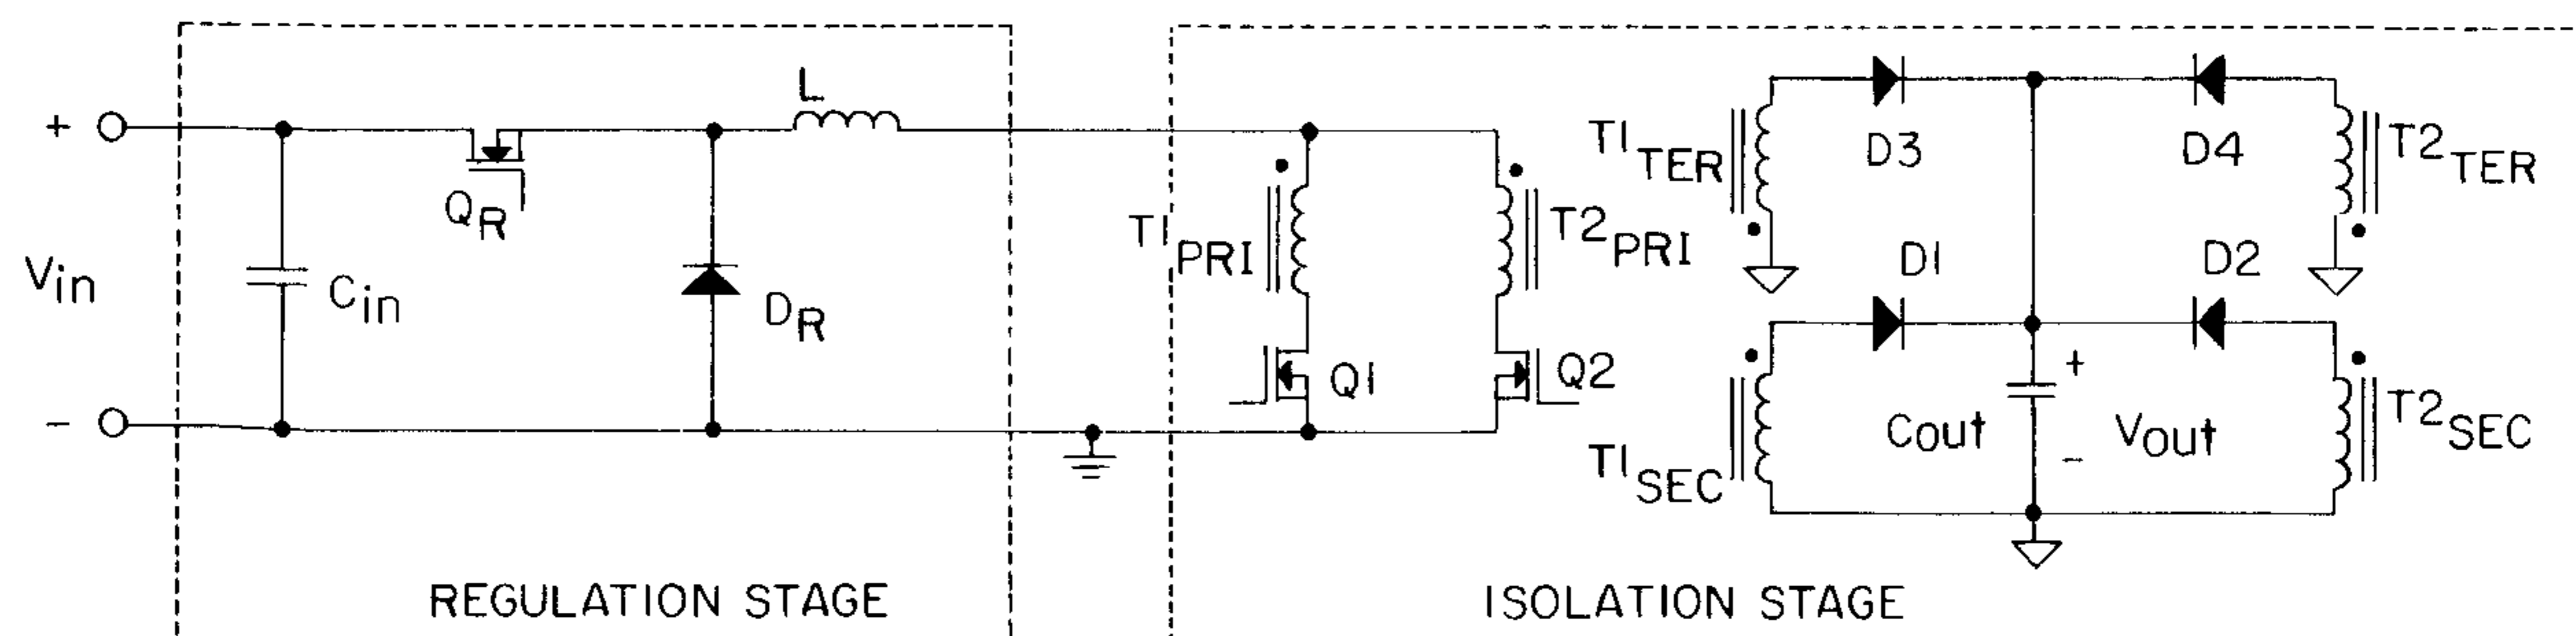 +
Vin
-
Cin
QR
DR
L
T1PRI
Q1
T2PRI
Q2
T1TER
D3
D4
T2TER
D1
D2
T1SEC
Cout
+
-
Vout
T2SEC
REGULATION STAGE
ISOLATION STAGE